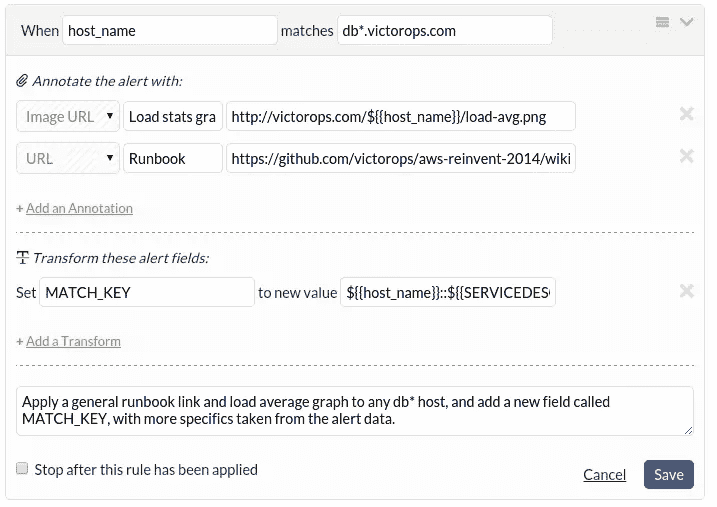 When host_name matches db*.victorops.com
Annotate the alert with:
Image URL Load stats gra http://victorops.com/${{host_name}}/load-avg.png
URL Runbook https://github.com/victorops/aws-reinvent-2014/wiki
+ Add an Annotation
Transform these alert fields:
Set MATCH_KEY to new value ${{host_name}}::${{SERVICEDES
+ Add a Transform
Apply a general runbook link and load average graph to any db* host, and add a new field called
MATCH_KEY, with more specifics taken from the alert data.
Stop after this rule has been applied
Cancel Save